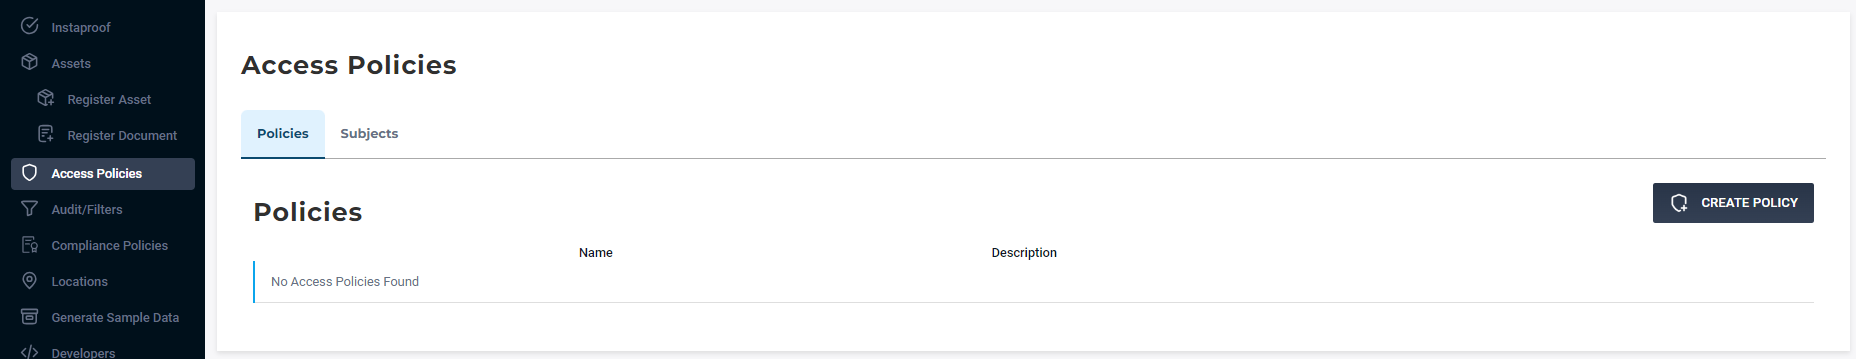 Instaproof
Assets
Register Asset
Register Document
Access Policies
Audit/Filters
Compliance Policies
Locations
Generate Sample Data
Developers
Access Policies
Policies
Subjects
Policies
CREATE POLICY
Name
Description
No Access Policies Found